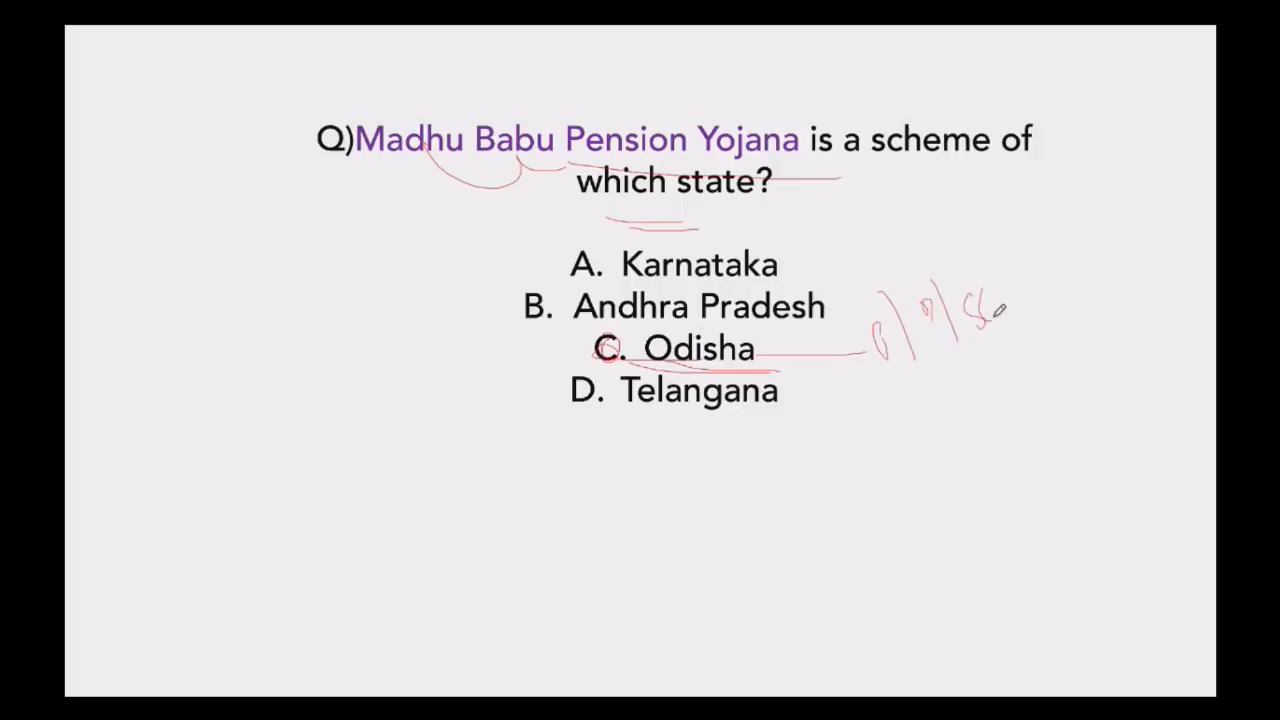 Q)Madhu Babu Pension Yojana is a scheme of
which state?
A. Karnataka
B. Andhra Pradesh
C. Odisha
D. Telangana